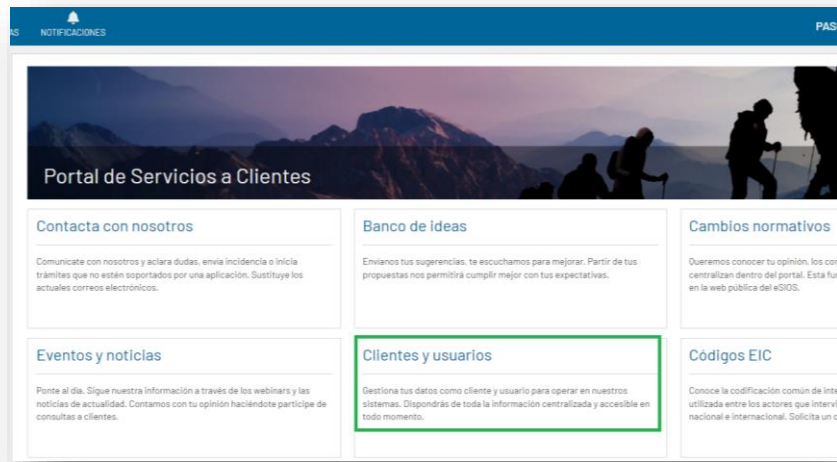 AS
NOTIFICACIONES
PAS
Portal de Servicios a Clientes
Contacta con nosotros
Comunícate con nosotros y aclara dudas, envía incidencia o inicia
trámites que no estén soportados por una aplicación. Sustituye los
actuales correos electrónicos.
Banco de ideas
Envíanos tus sugerencias, te escuchamos para mejorar. Partir de tus
propuestas nos permitirá cumplir mejor con tus expectativas.
Cambios normativos
Queremos conocer tu opinión, los con
centralizan dentro del portal. Esta fu
en la web pública del eSIOS.
Eventos y noticias
Ponte al día. Sigue nuestra información a través de los webinars y las
noticias de actualidad. Contamos con tu opinión haciéndote partícipe de
consultas a clientes.
Clientes y usuarios
Gestiona tus datos como cliente y usuario para operar en nuestros
sistemas. Dispondrás de toda la información centralizada y accesible en
todo momento.
Códigos EIC
Conoce la codificación común de inte
utilizada entre los actores que intervi
nacional e internacional. Solicita un c